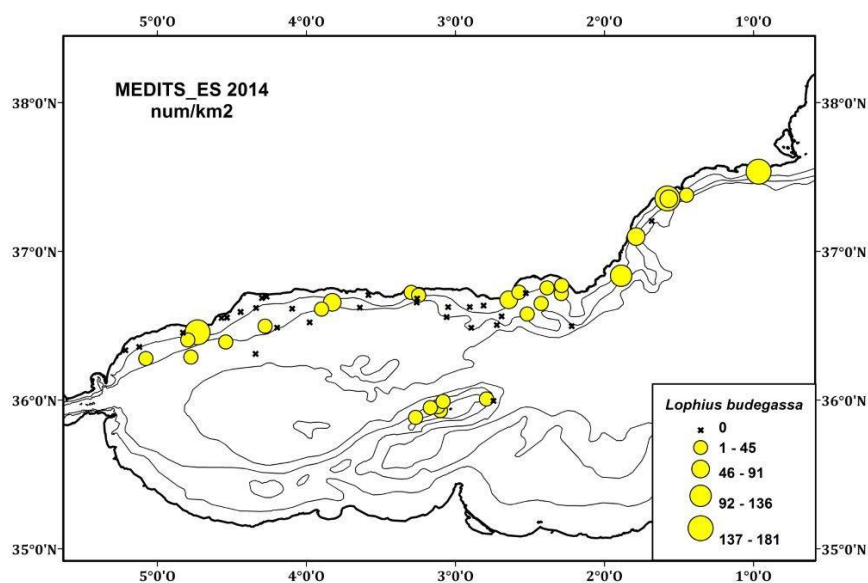 5°0'O 4°0'O 3°0'O 2°0'O 1°0'O
MEDITS_ES 2014
num/km2
38°0'N 38°0'N
37°0'N 37°0'N
36°0'N 36°0'N
35°0'N 35°0'N
Lophius budegassa
0
1 - 45
46 - 91
92 - 136
137 - 181
5°0'O 4°0'O 3°0'O 2°0'O 1°0'O